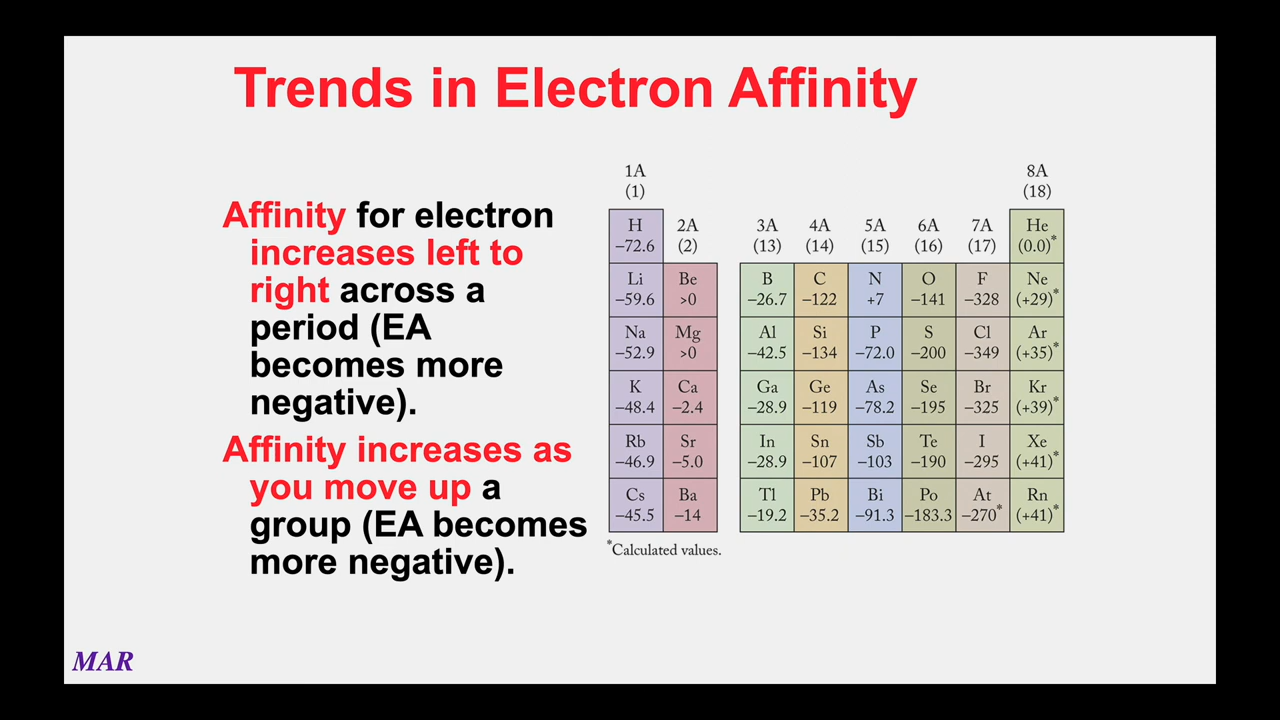 Trends in Electron Affinity
Affinity for electron
increases left to
right across a
period (EA
becomes more
negative).
Affinity increases as
you move up a
group (EA becomes
more negative).
1A 8A
(1) (18)
H 2A 3A 4A 5A 6A 7A He
−72.6 (2) (13) (14) (15) (16) (17) (0.0)*
Li Be B C N O F Ne
−59.6 >0 −26.7 −122 +7 −141 −328 (+29)*
Na Mg Al Si P S Cl Ar
−52.9 >0 −42.5 −134 −72.0 −200 −349 (+35)*
K Ca Ga Ge As Se Br Kr
−48.4 −2.4 −28.9 −119 −78.2 −195 −325 (+39)*
Rb Sr In Sn Sb Te I Xe
−46.9 −5.0 −28.9 −107 −103 −190 −295 (+41)*
Cs Ba Tl Pb Bi Po At Rn
−45.5 −14 −19.2 −35.2 −91.3 −183.3 −270* (+41)*
*Calculated values.
MAR